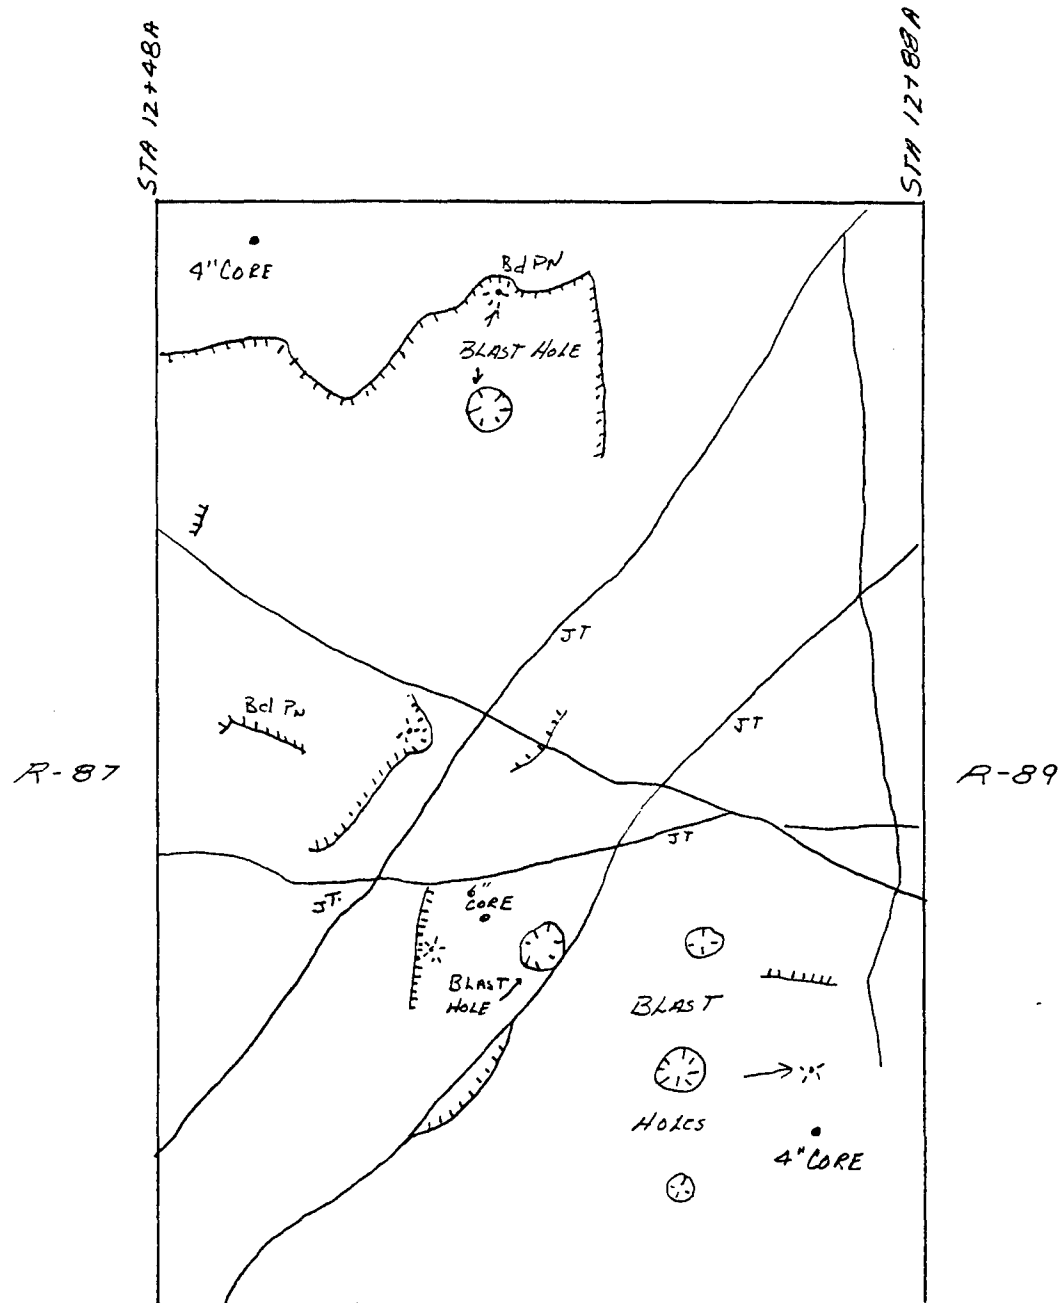 STA 12+48A
STA 12+88A
4" CORE
Bd PN
BLAST HOLE
JT
Bd PN
JT
R-87
R-89
JT
JT.
6"
CORE
BLAST
HOLE
BLAST
HOLES
4" CORE